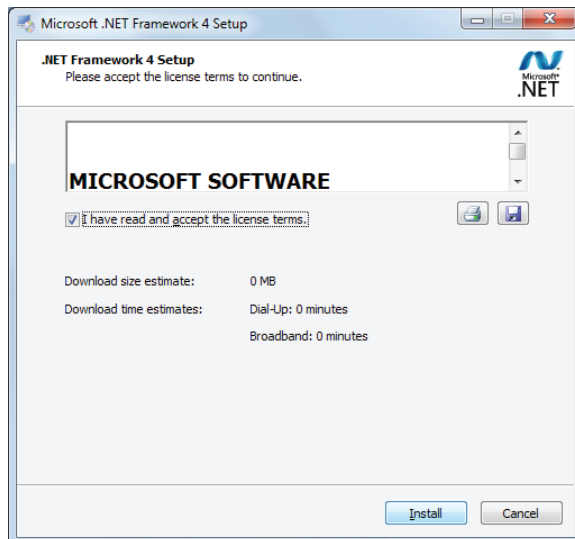 Microsoft .NET Framework 4 Setup
.NET Framework 4 Setup
Please accept the license terms to continue.
Microsoft®
.NET
MICROSOFT SOFTWARE
I have read and accept the license terms.
Download size estimate: 0 MB
Download time estimates: Dial-Up: 0 minutes
Broadband: 0 minutes
Install Cancel